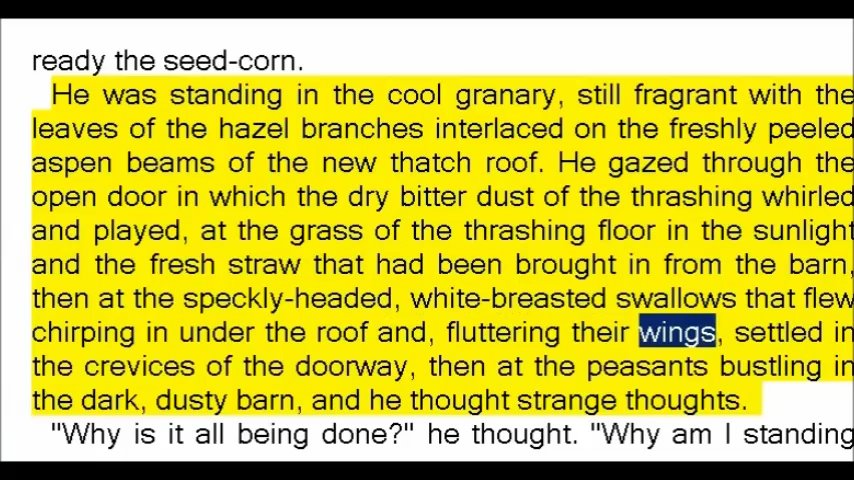 ready the seed-corn.
He was standing in the cool granary, still fragrant with the
leaves of the hazel branches interlaced on the freshly peeled
aspen beams of the new thatch roof. He gazed through the
open door in which the dry bitter dust of the thrashing whirled
and played, at the grass of the thrashing floor in the sunlight
and the fresh straw that had been brought in from the barn,
then at the speckly-headed, white-breasted swallows that flew
chirping in under the roof and, fluttering their wings, settled in
the crevices of the doorway, then at the peasants bustling in
the dark, dusty barn, and he thought strange thoughts.
"Why is it all being done?" he thought. "Why am I standing